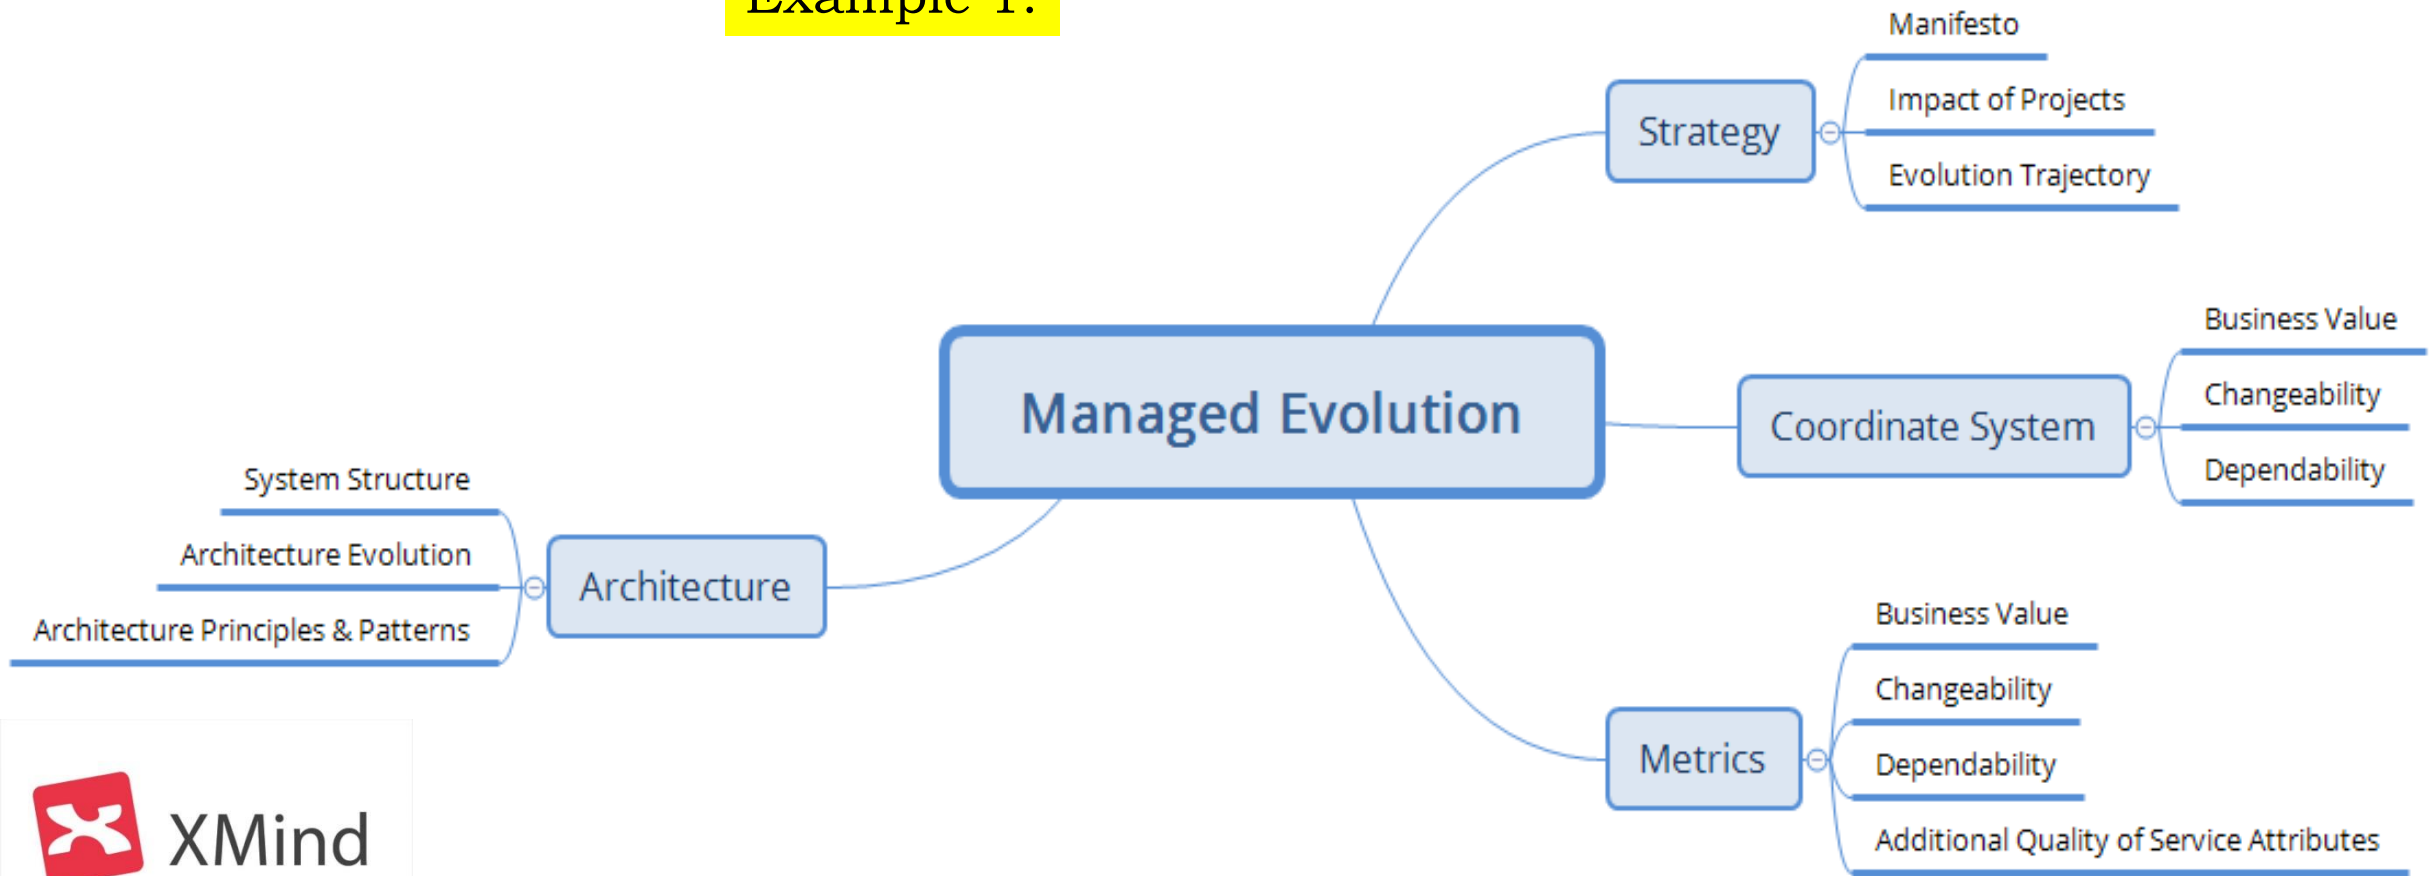 Example 1:
Manifesto
Impact of Projects
Strategy
Evolution Trajectory
Business Value
Changeability
Managed Evolution
Coordinate System
Dependability
System Structure
Architecture Evolution
Architecture
Architecture Principles & Patterns
Business Value
Changeability
Metrics
Dependability
Additional Quality of Service Attributes
XMind